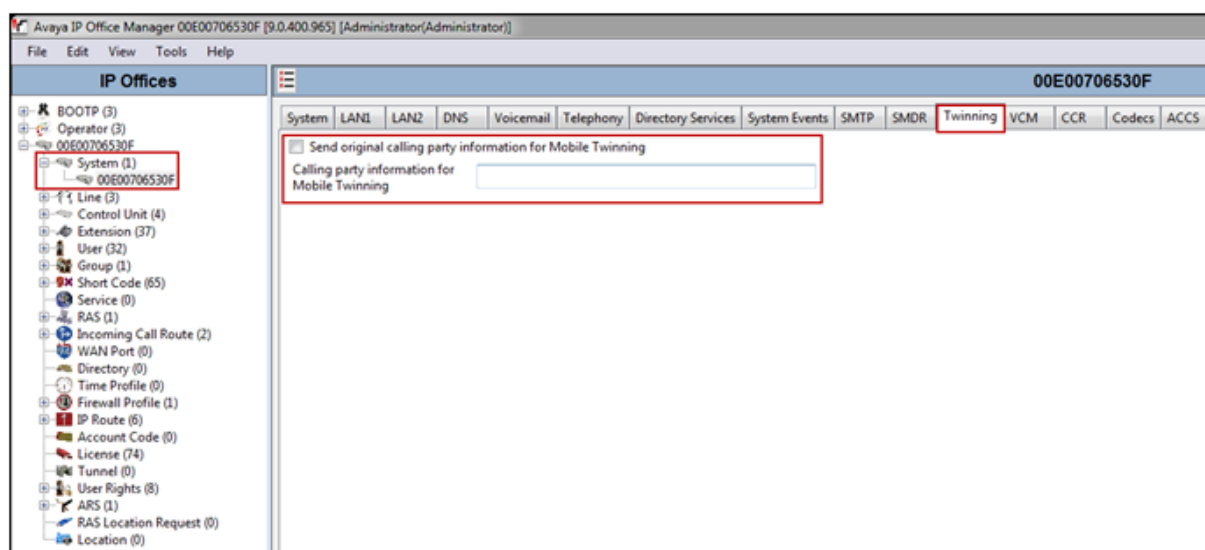 Avaya IP Office Manager 00E00706530F [9.0.400.965] [Administrator(Administrator)]
File Edit View Tools Help
IP Offices
00E00706530F
BOOTP (3)
Operator (3)
00E00706530F
System (1)
00E00706530F
Line (3)
Control Unit (4)
Extension (37)
User (32)
Group (1)
Short Code (65)
Service (0)
RAS (1)
Incoming Call Route (2)
WAN Port (0)
Directory (0)
Time Profile (0)
Firewall Profile (1)
IP Route (6)
Account Code (0)
License (74)
Tunnel (0)
User Rights (8)
ARS (1)
RAS Location Request (0)
Location (0)
System LAN1 LAN2 DNS Voicemail Telephony Directory Services System Events SMTP SMDR Twinning VCM CCR Codecs ACCS
Send original calling party information for Mobile Twinning
Calling party information for
Mobile Twinning